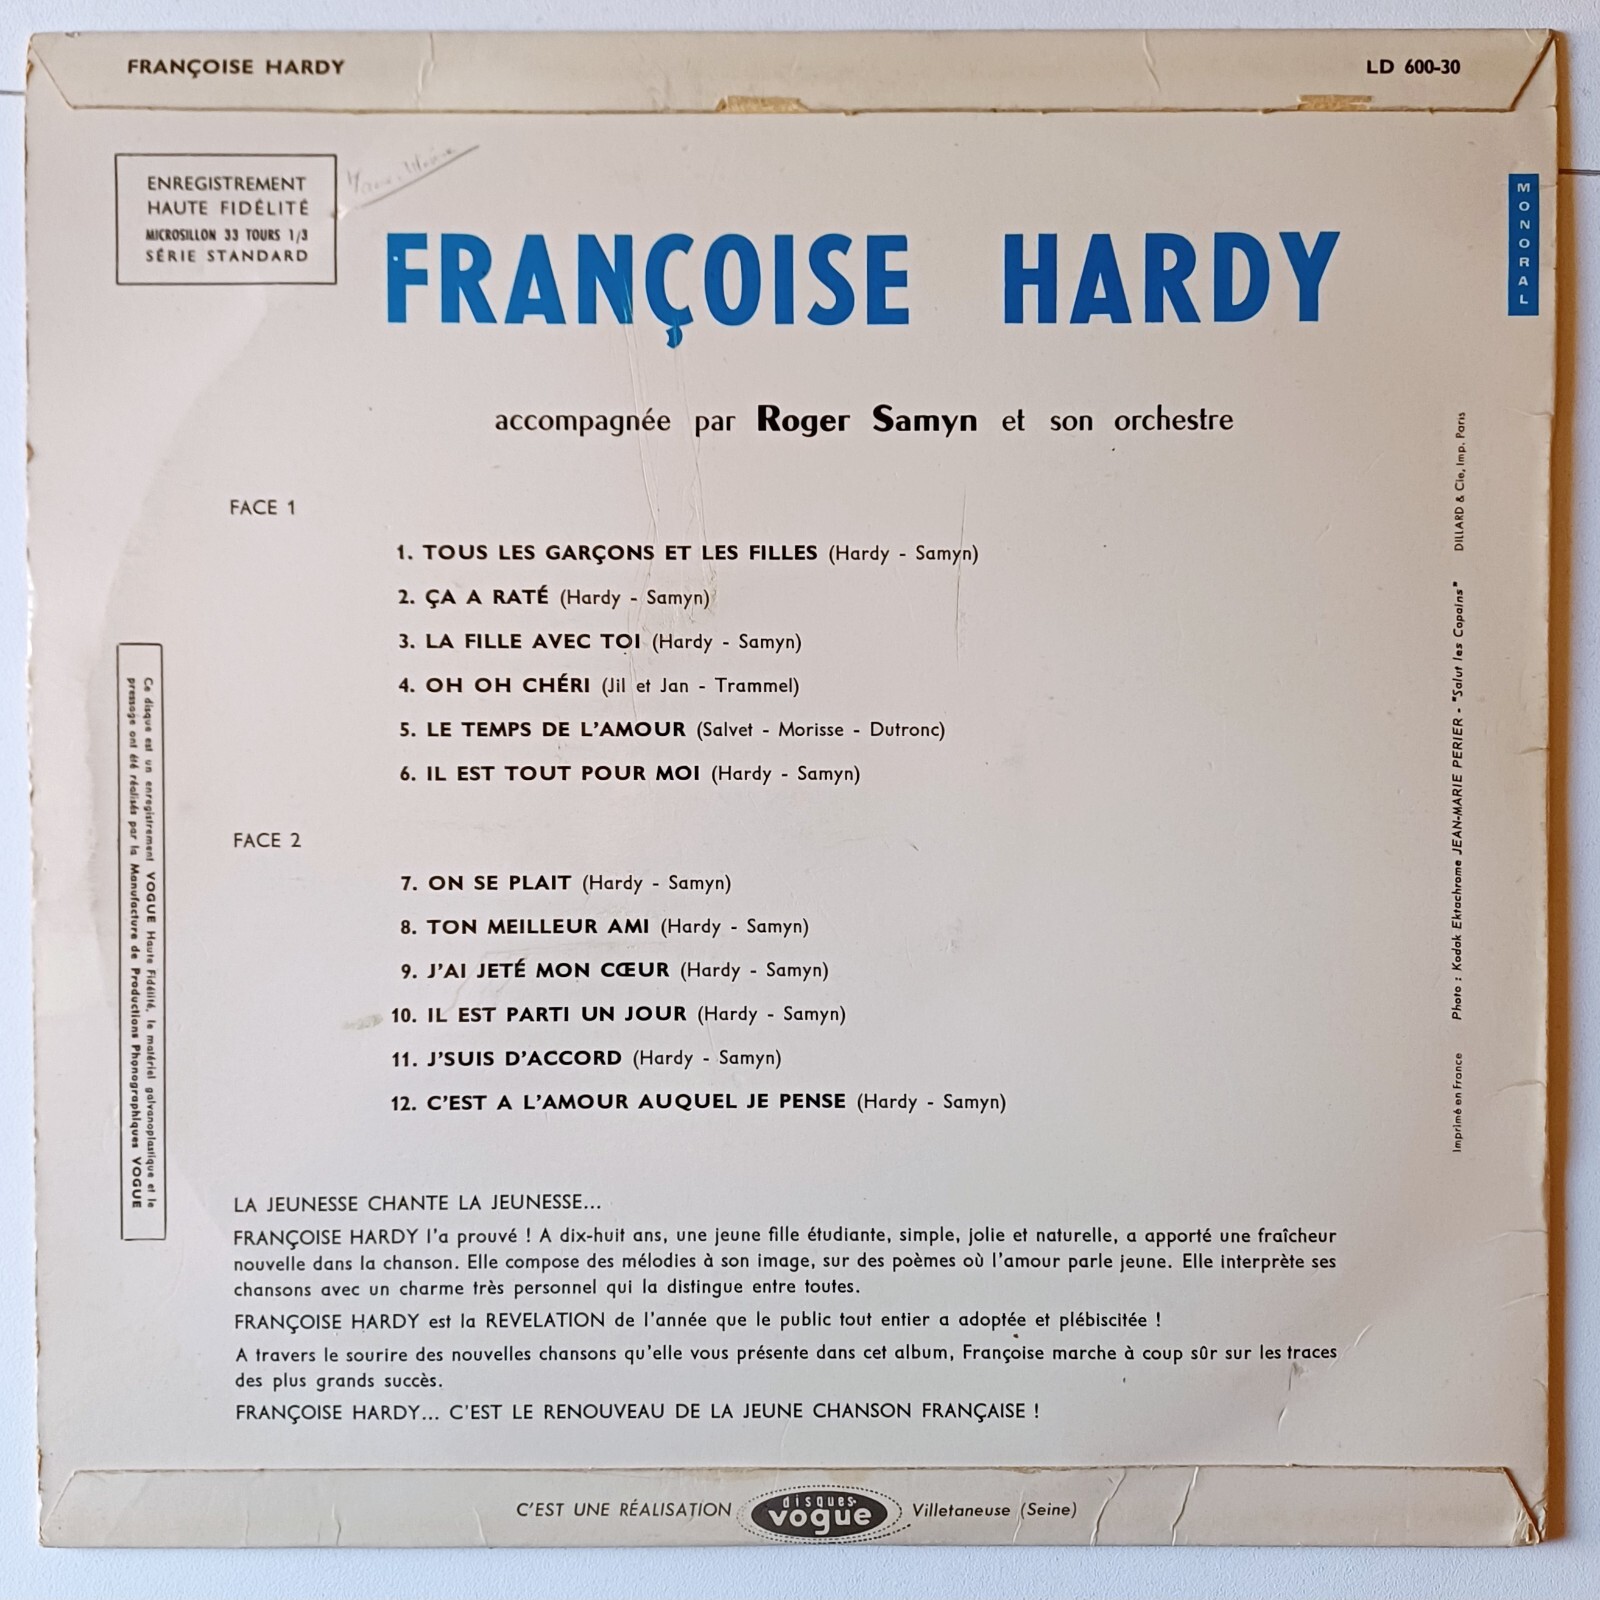 FRANÇOISE HARDY
LD 600-30
ENREGISTREMENT
HAUTE FIDÉLITÉ
MICROSILLON 33 TOURS 1/3
SÉRIE STANDARD
MONORAL
FRANÇOISE HARDY
accompagnée par Roger Samyn et son orchestre
FACE 1
1. TOUS LES GARÇONS ET LES FILLES (Hardy - Samyn)
2. ÇA A RATÉ (Hardy - Samyn)
3. LA FILLE AVEC TOI (Hardy - Samyn)
4. OH OH CHÉRI (Jil et Jan - Trammel)
5. LE TEMPS DE L'AMOUR (Salvet - Morisse - Dutronc)
6. IL EST TOUT POUR MOI (Hardy - Samyn)
FACE 2
7. ON SE PLAIT (Hardy - Samyn)
8. TON MEILLEUR AMI (Hardy - Samyn)
9. J'AI JETÉ MON CŒUR (Hardy - Samyn)
10. IL EST PARTI UN JOUR (Hardy - Samyn)
11. J'SUIS D'ACCORD (Hardy - Samyn)
12. C'EST A L'AMOUR AUQUEL JE PENSE (Hardy - Samyn)
Ce disque est un enregistrement VOGUE Haute Fidélité, le matériel galvanoplastique et le
pressage ont été réalisés par la Manufacture de Productions Phonographiques VOGUE
Imprimé en France Photo : Kodak Ektachrome JEAN-MARIE PERIER - "Salut les Copains" DILLARD & Cie, Imp. Paris
LA JEUNESSE CHANTE LA JEUNESSE...
FRANÇOISE HARDY l'a prouvé ! A dix-huit ans, une jeune fille étudiante, simple, jolie et naturelle, a apporté une fraîcheur
nouvelle dans la chanson. Elle compose des mélodies à son image, sur des poèmes où l'amour parle jeune. Elle interprète ses
chansons avec un charme très personnel qui la distingue entre toutes.
FRANÇOISE HARDY est la REVELATION de l'année que le public tout entier a adoptée et plébiscitée !
A travers le sourire des nouvelles chansons qu'elle vous présente dans cet album, Françoise marche à coup sûr sur les traces
des plus grands succès.
FRANÇOISE HARDY... C'EST LE RENOUVEAU DE LA JEUNE CHANSON FRANÇAISE !
C'EST UNE RÉALISATION disques vogue Villetaneuse (Seine)